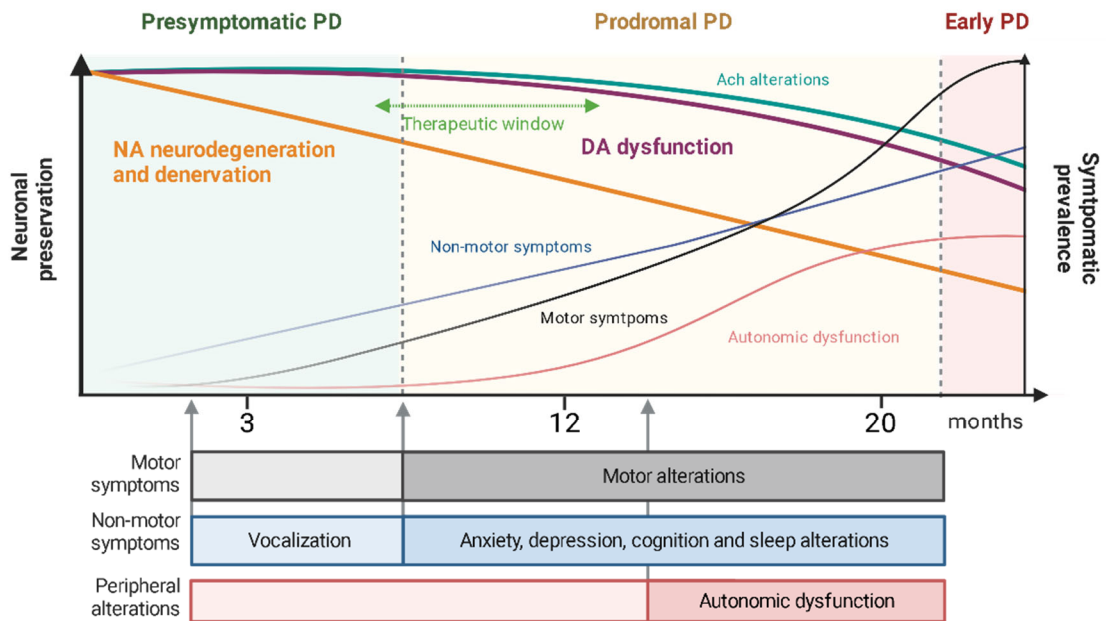 Presymptomatic PD
Prodromal PD
Early PD
Neuronal
preservation
Symtpomatic
prevalence
Ach alterations
Therapeutic window
NA neurodegeneration
and denervation
DA dysfunction
Non-motor symptoms
Motor symtpoms
Autonomic dysfunction
3
12
20
months
Motor
symptoms
Motor alterations
Non-motor
symptoms
Vocalization
Anxiety, depression, cognition and sleep alterations
Peripheral
alterations
Autonomic dysfunction